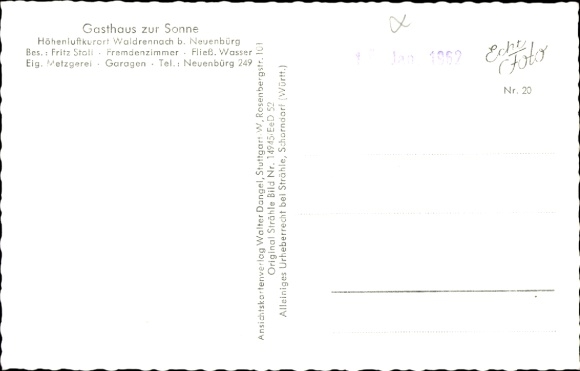 Gasthaus zur Sonne
Höhenluftkurort Waldrennach b. Neuenbürg
Bes.: Fritz Stoll · Fremdenzimmer · Fließ. Wasser
Eig. Metzgerei · Garagen · Tel.: Neuenbürg 249
Ansichtskartenverlag Walter Dangel, Stuttgart-W, Rosenbergstr. 101
Original Strähle Bild Nr. 14945/EeD 52
Alleiniges Urheberrecht bei Strähle, Schorndorf (Württ.)
1962
Echt
Foto
Nr. 20